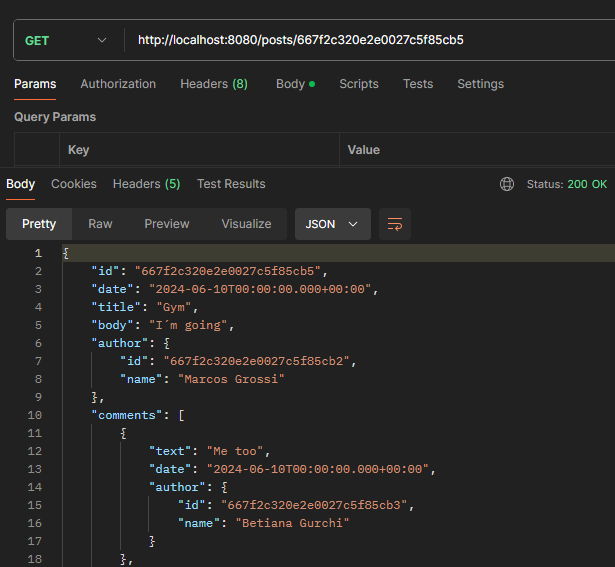 GET http://localhost:8080/posts/667f2c320e2e0027c5f85cb5
Params Authorization Headers (8) Body Scripts Tests Settings
Query Params
Key Value
Body Cookies Headers (5) Test Results Status: 200 OK
Pretty Raw Preview Visualize JSON
1 {
2 "id": "667f2c320e2e0027c5f85cb5",
3 "date": "2024-06-10T00:00:00.000+00:00",
4 "title": "Gym",
5 "body": "I´m going",
6 "author": {
7 "id": "667f2c320e2e0027c5f85cb2",
8 "name": "Marcos Grossi"
9 },
10 "comments": [
11 {
12 "text": "Me too",
13 "date": "2024-06-10T00:00:00.000+00:00",
14 "author": {
15 "id": "667f2c320e2e0027c5f85cb3",
16 "name": "Betiana Gurchi"
17 }
18 },